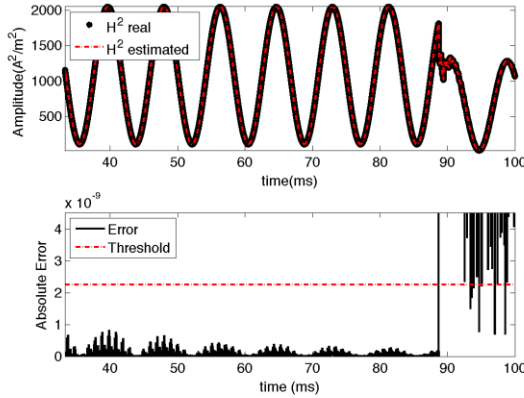 2000
1500
1000
500
Amplitude(A²/m²)
H² real
H² estimated
40 50 60 70 80 90 100
time(ms)
x 10⁻⁹
4
3
2
1
0
Absolute Error
Error
Threshold
40 50 60 70 80 90 100
time (ms)